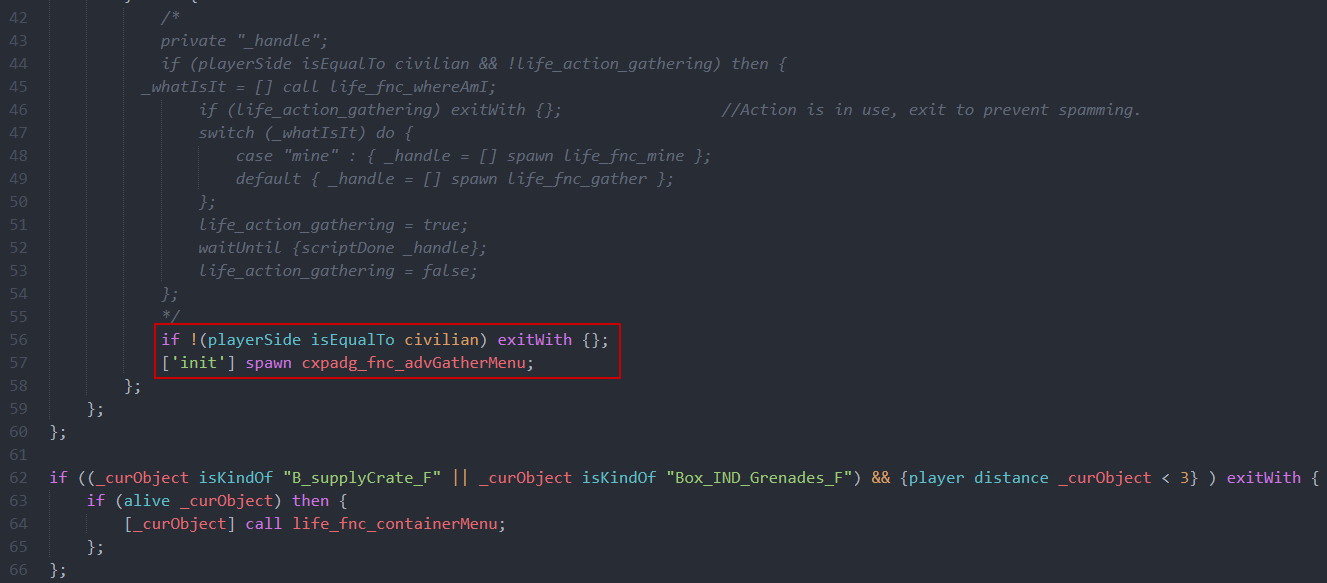 42 /*
43 private "_handle";
44 if (playerSide isEqualTo civilian && !life_action_gathering) then {
45 _whatIsIt = [] call life_fnc_whereAmI;
46 if (life_action_gathering) exitWith {}; //Action is in use, exit to prevent spamming.
47 switch (_whatIsIt) do {
48 case "mine" : { _handle = [] spawn life_fnc_mine };
49 default { _handle = [] spawn life_fnc_gather };
50 };
51 life_action_gathering = true;
52 waitUntil {scriptDone _handle};
53 life_action_gathering = false;
54 };
55 */
56 if !(playerSide isEqualTo civilian) exitWith {};
57 ['init'] spawn cxpadg_fnc_advGatherMenu;
58 };
59 };
60 };
61
62 if ((_curObject isKindOf "B_supplyCrate_F" || _curObject isKindOf "Box_IND_Grenades_F") && {player distance _curObject < 3} ) exitWith {
63 if (alive _curObject) then {
64 [_curObject] call life_fnc_containerMenu;
65 };
66 };